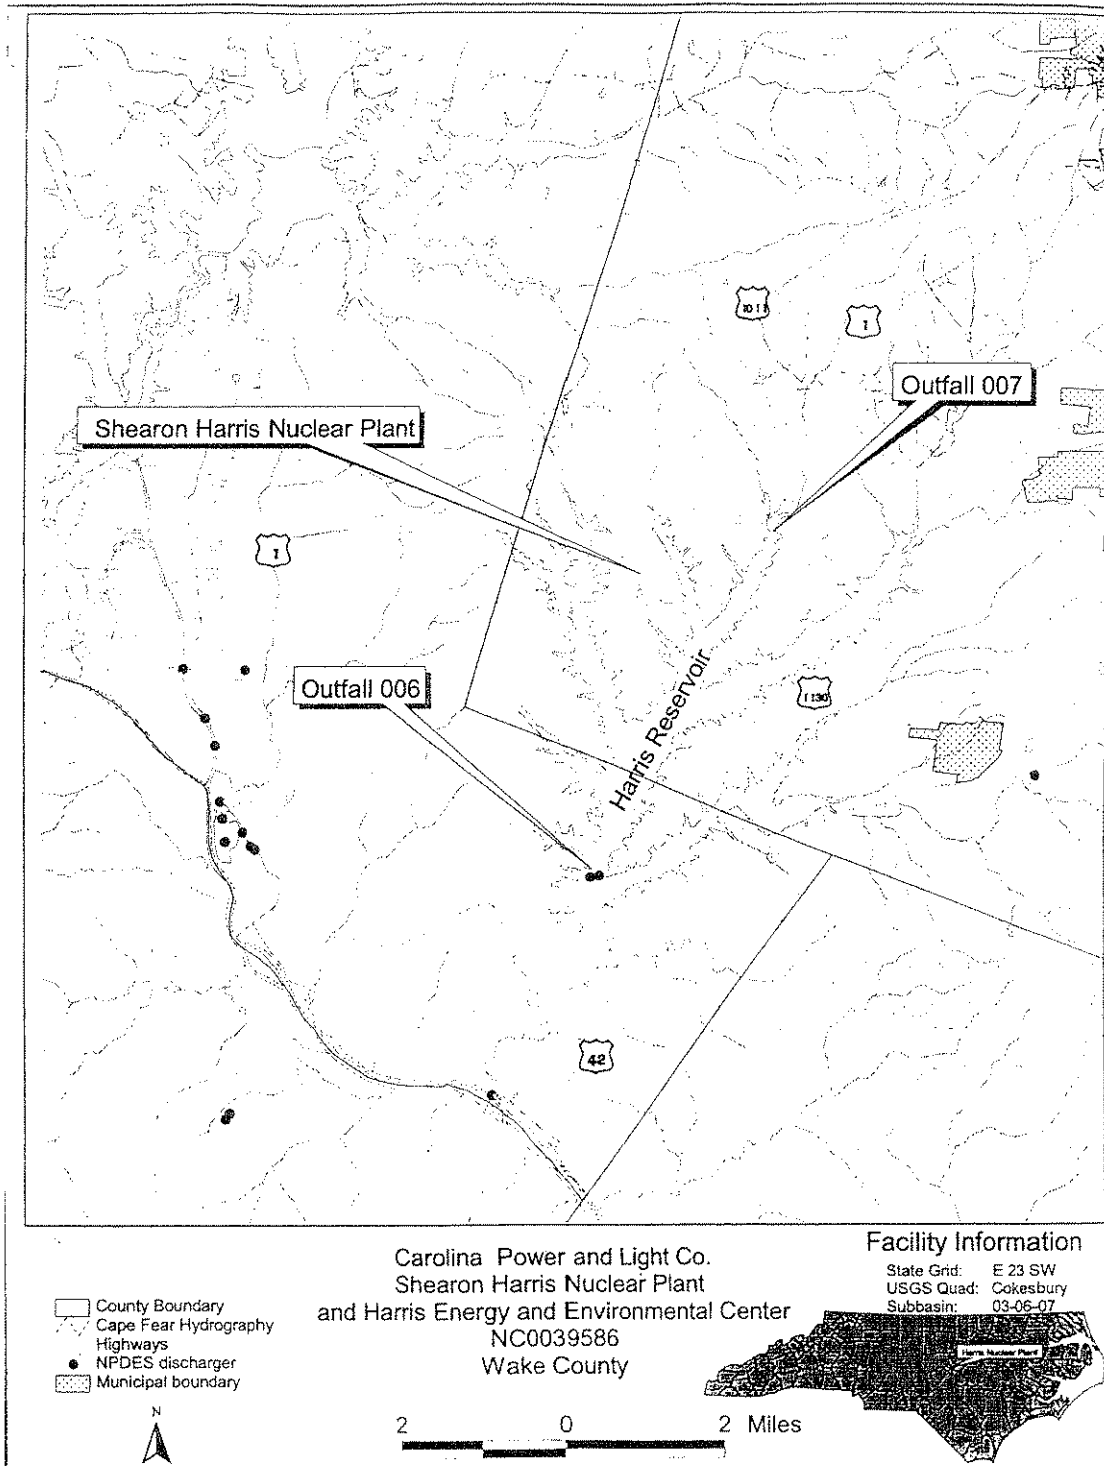 1011
1
Outfall 007
Shearon Harris Nuclear Plant
1
Outfall 006
Harris Reservoir
1130
42
County Boundary
Cape Fear Hydrography
Highways
NPDES discharger
Municipal boundary
N
Carolina Power and Light Co.
Shearon Harris Nuclear Plant
and Harris Energy and Environmental Center
NC0039586
Wake County
2 0 2 Miles
Facility Information
State Grid: E 23 SW
USGS Quad: Cokesbury
Subbasin: 03-06-07
Harris Nuclear Plant